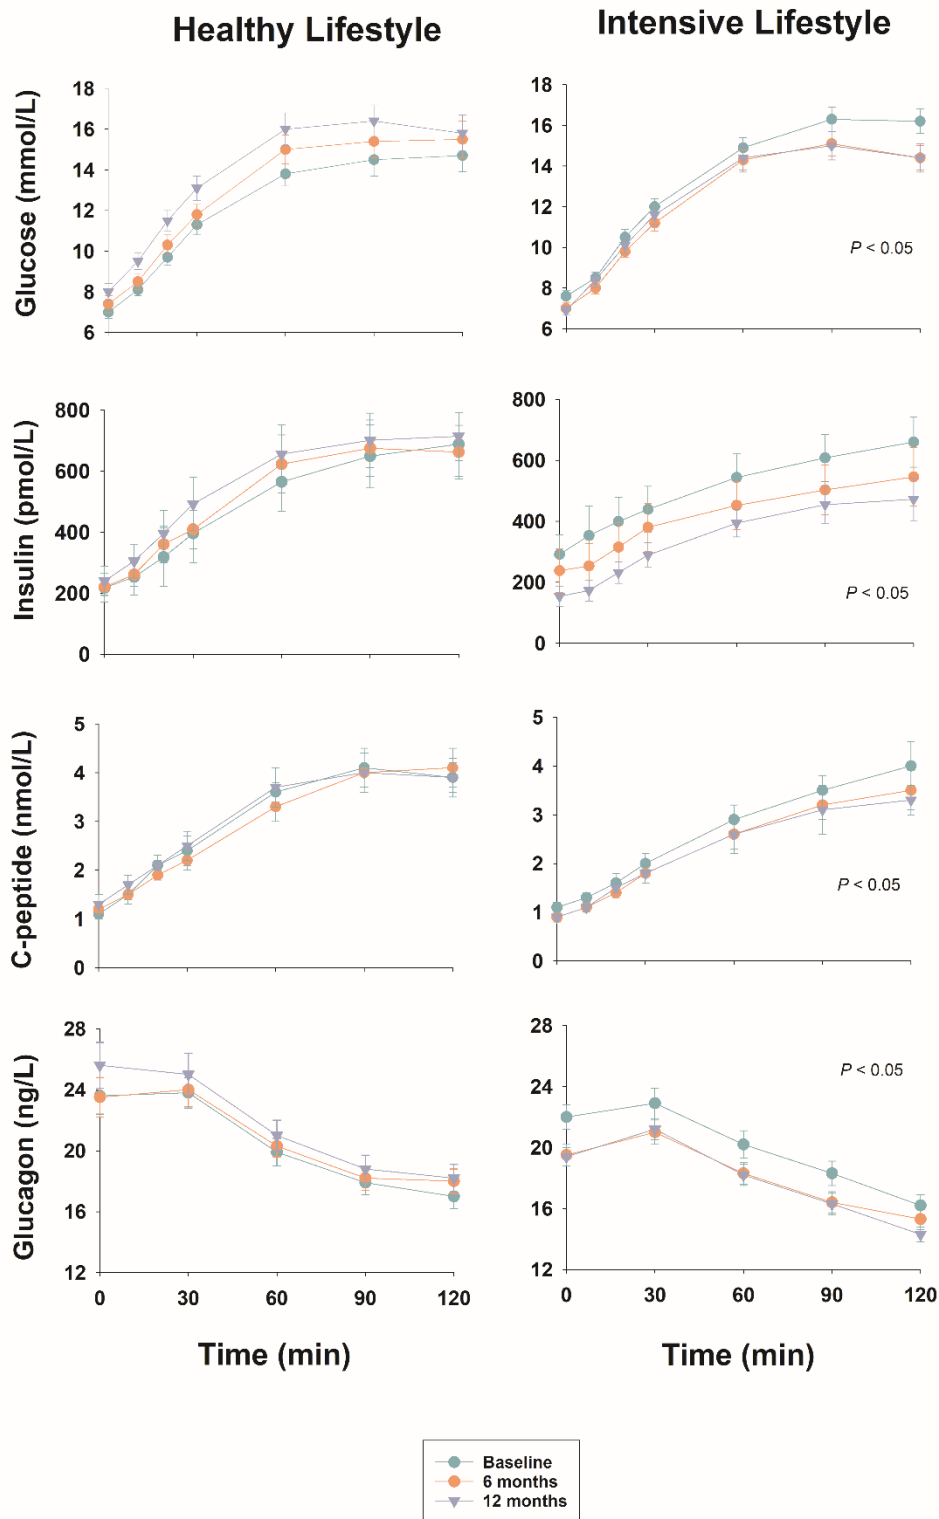 Healthy Lifestyle
Intensive Lifestyle
Glucose (mmol/L)
18
16
14
12
10
8
6
18
16
14
12
10
8
6
P < 0.05
Insulin (pmol/L)
800
600
400
200
0
800
600
400
200
0
P < 0.05
C-peptide (nmol/L)
5
4
3
2
1
0
5
4
3
2
1
0
P < 0.05
Glucagon (ng/L)
28
24
20
16
12
28
24
20
16
12
P < 0.05
0 30 60 90 120
0 30 60 90 120
Time (min)
Time (min)
Baseline
6 months
12 months